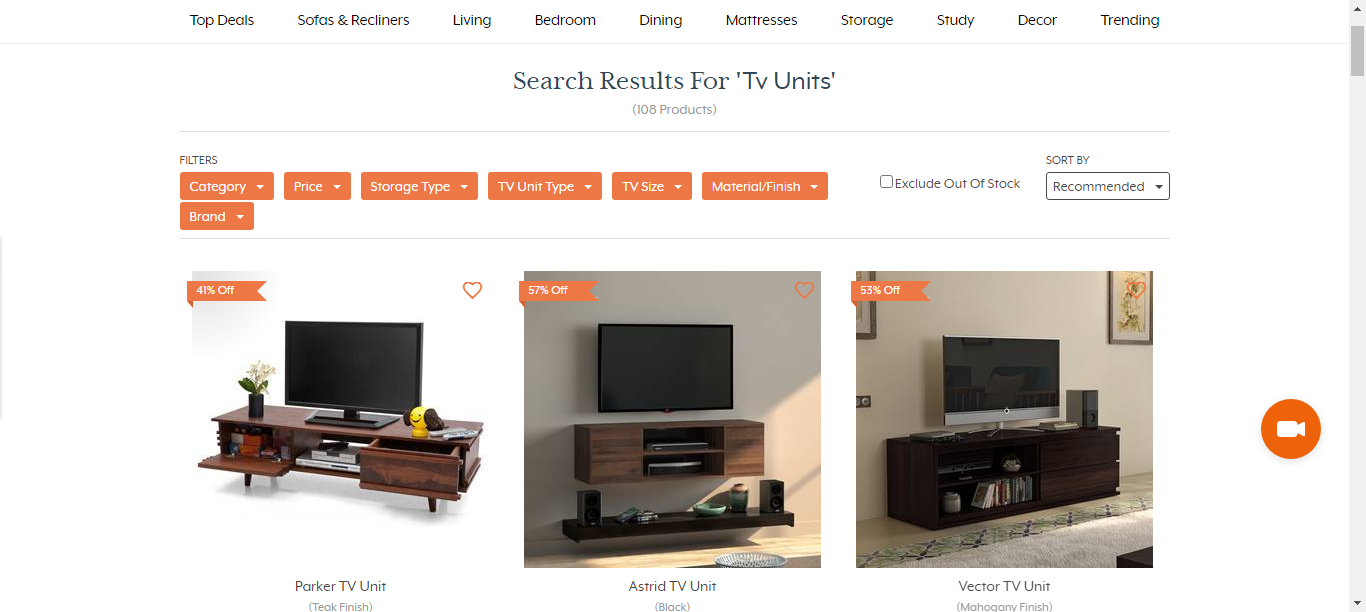 Top Deals Sofas & Recliners Living Bedroom Dining Mattresses Storage Study Decor Trending
Search Results For 'Tv Units'
(108 Products)
FILTERS
SORT BY
Category Price Storage Type TV Unit Type TV Size Material/Finish
Exclude Out Of Stock
Recommended
Brand
41% Off
57% Off
53% Off
Parker TV Unit
(Teak Finish)
Astrid TV Unit
(Black)
Vector TV Unit
(Mahogany Finish)